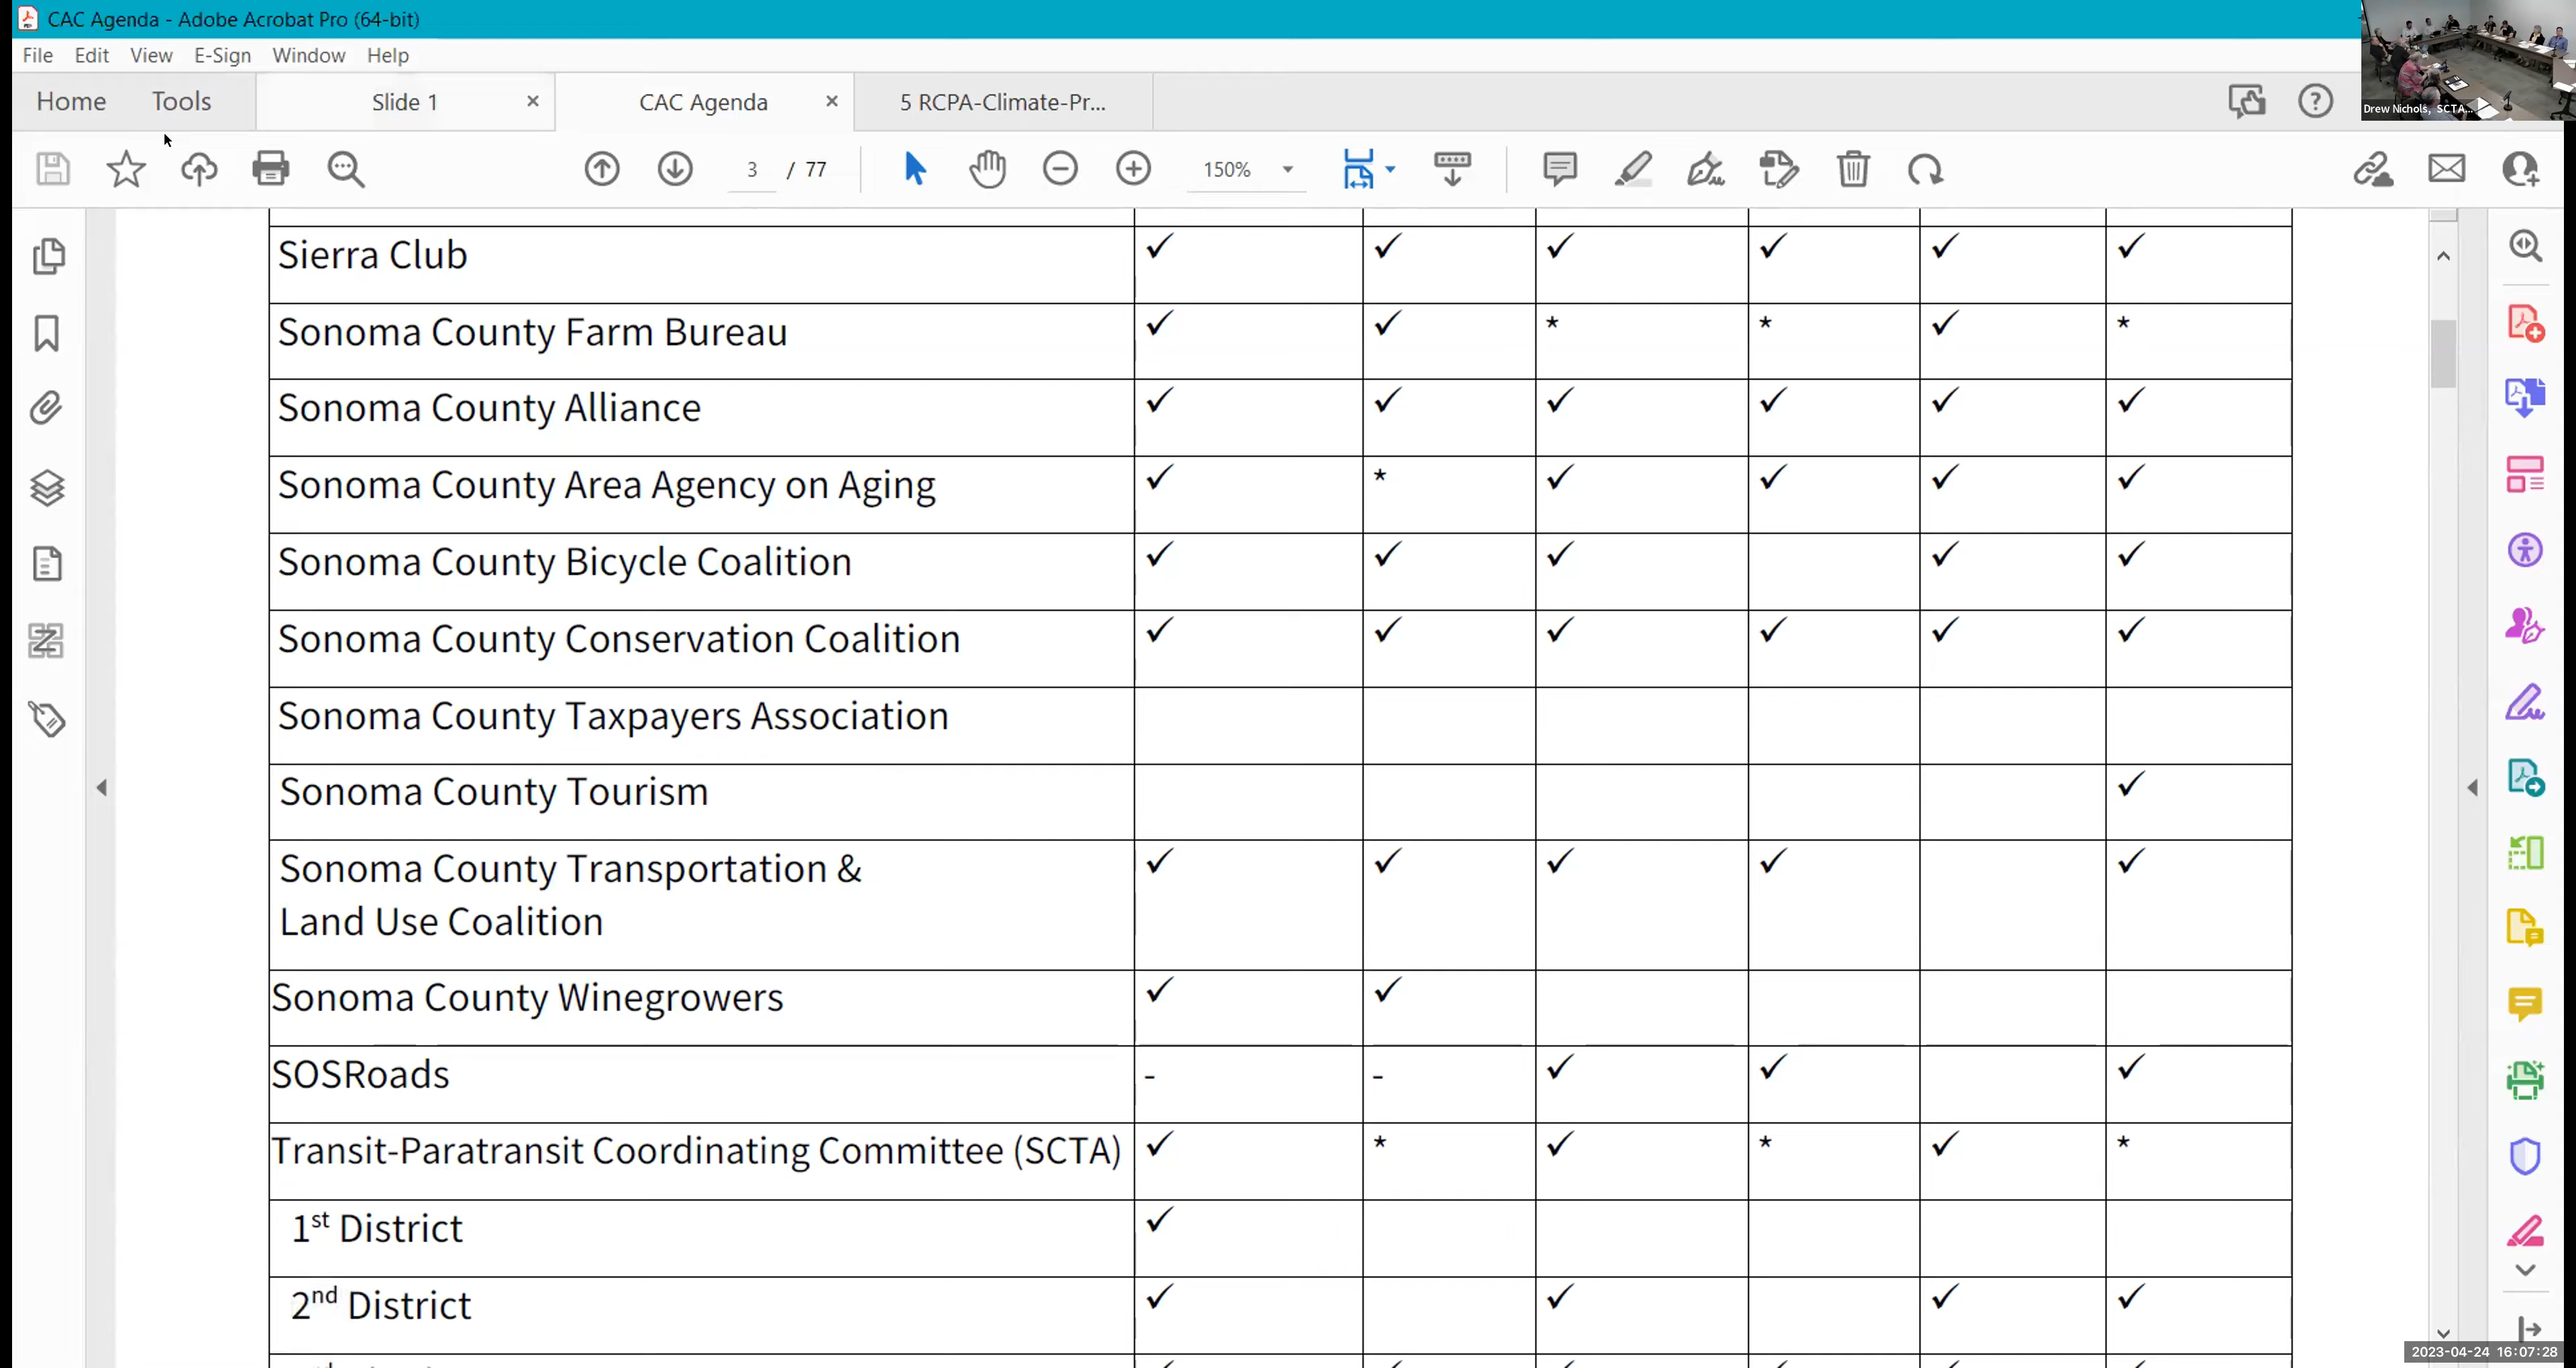 CAC Agenda - Adobe Acrobat Pro (64-bit)
File Edit View E-Sign Window Help
Home Tools Slide 1 × CAC Agenda × 5 RCPA-Climate-Pr...
Drew Nichols, SCTA...
3 / 77 150%
Sierra Club ✓ ✓ ✓ ✓ ✓ ✓
Sonoma County Farm Bureau ✓ ✓ * * ✓ *
Sonoma County Alliance ✓ ✓ ✓ ✓ ✓ ✓
Sonoma County Area Agency on Aging ✓ * ✓ ✓ ✓ ✓
Sonoma County Bicycle Coalition ✓ ✓ ✓ ✓ ✓
Sonoma County Conservation Coalition ✓ ✓ ✓ ✓ ✓ ✓
Sonoma County Taxpayers Association
Sonoma County Tourism ✓
Sonoma County Transportation & ✓ ✓ ✓ ✓ ✓
Land Use Coalition
Sonoma County Winegrowers ✓ ✓
SOSRoads - - ✓ ✓ ✓
Transit-Paratransit Coordinating Committee (SCTA) ✓ * ✓ * ✓ *
1st District ✓
2nd District ✓ ✓ ✓ ✓
2023-04-24 16:07:28